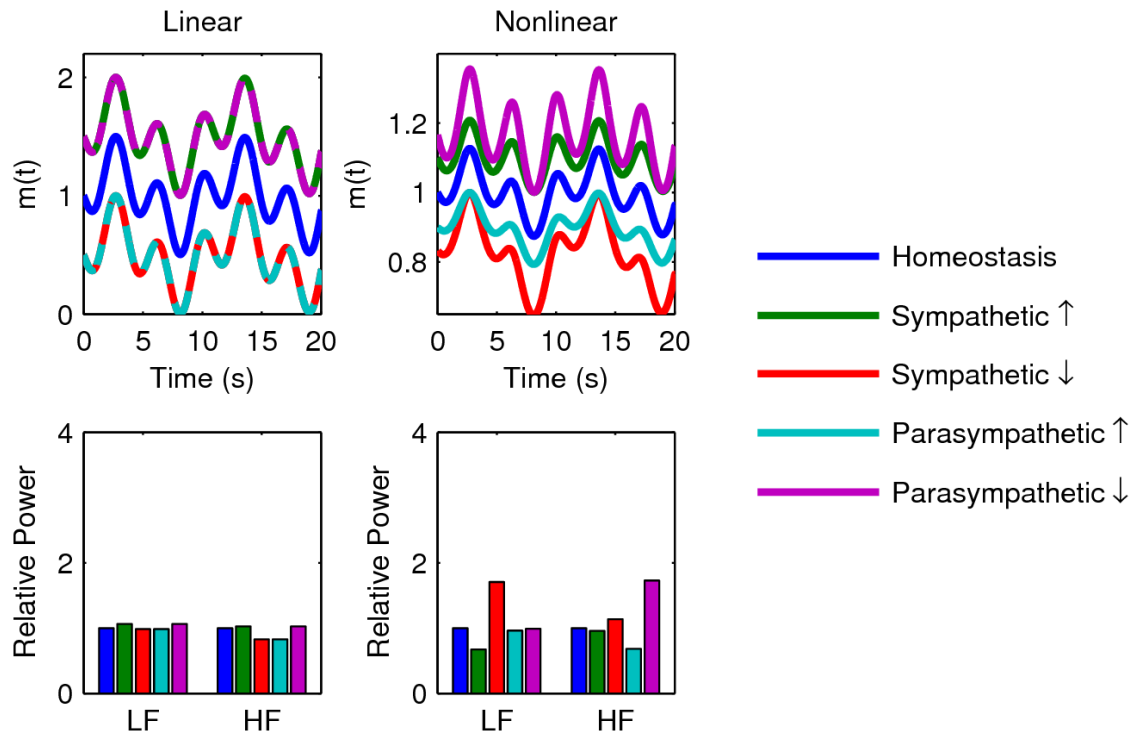 Linear
Nonlinear
m(t)
2
1
0
0 5 10 15 20
Time (s)
m(t)
1.2
1
0.8
0 5 10 15 20
Time (s)
Homeostasis
Sympathetic ↑
Sympathetic ↓
Parasympathetic ↑
Parasympathetic ↓
Relative Power
4
2
0
LF HF
Relative Power
4
2
0
LF HF